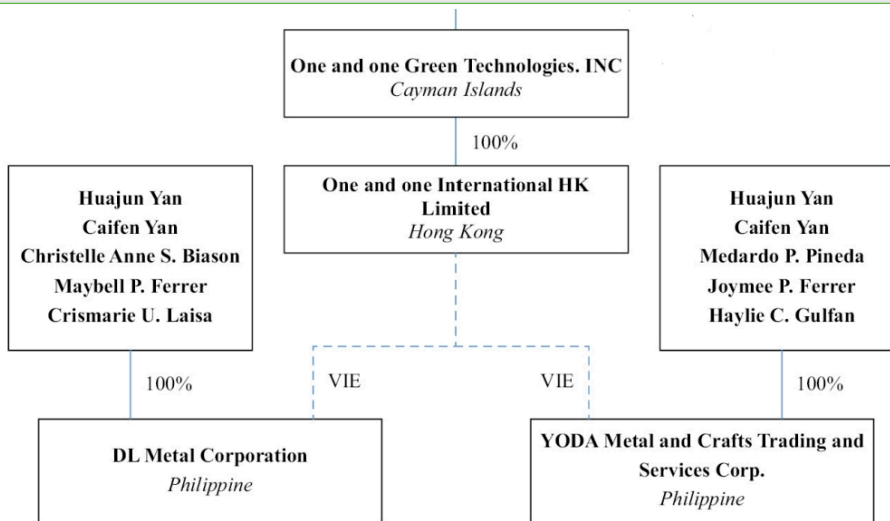 One and one Green Technologies. INC
Cayman Islands
100%
One and one International HK
Limited
Hong Kong
Huajun Yan
Caifen Yan
Christelle Anne S. Biason
Maybell P. Ferrer
Crismarie U. Laisa
Huajun Yan
Caifen Yan
Medardo P. Pineda
Joymee P. Ferrer
Haylie C. Gulfan
100%
VIE
VIE
100%
DL Metal Corporation
Philippine
YODA Metal and Crafts Trading and
Services Corp.
Philippine